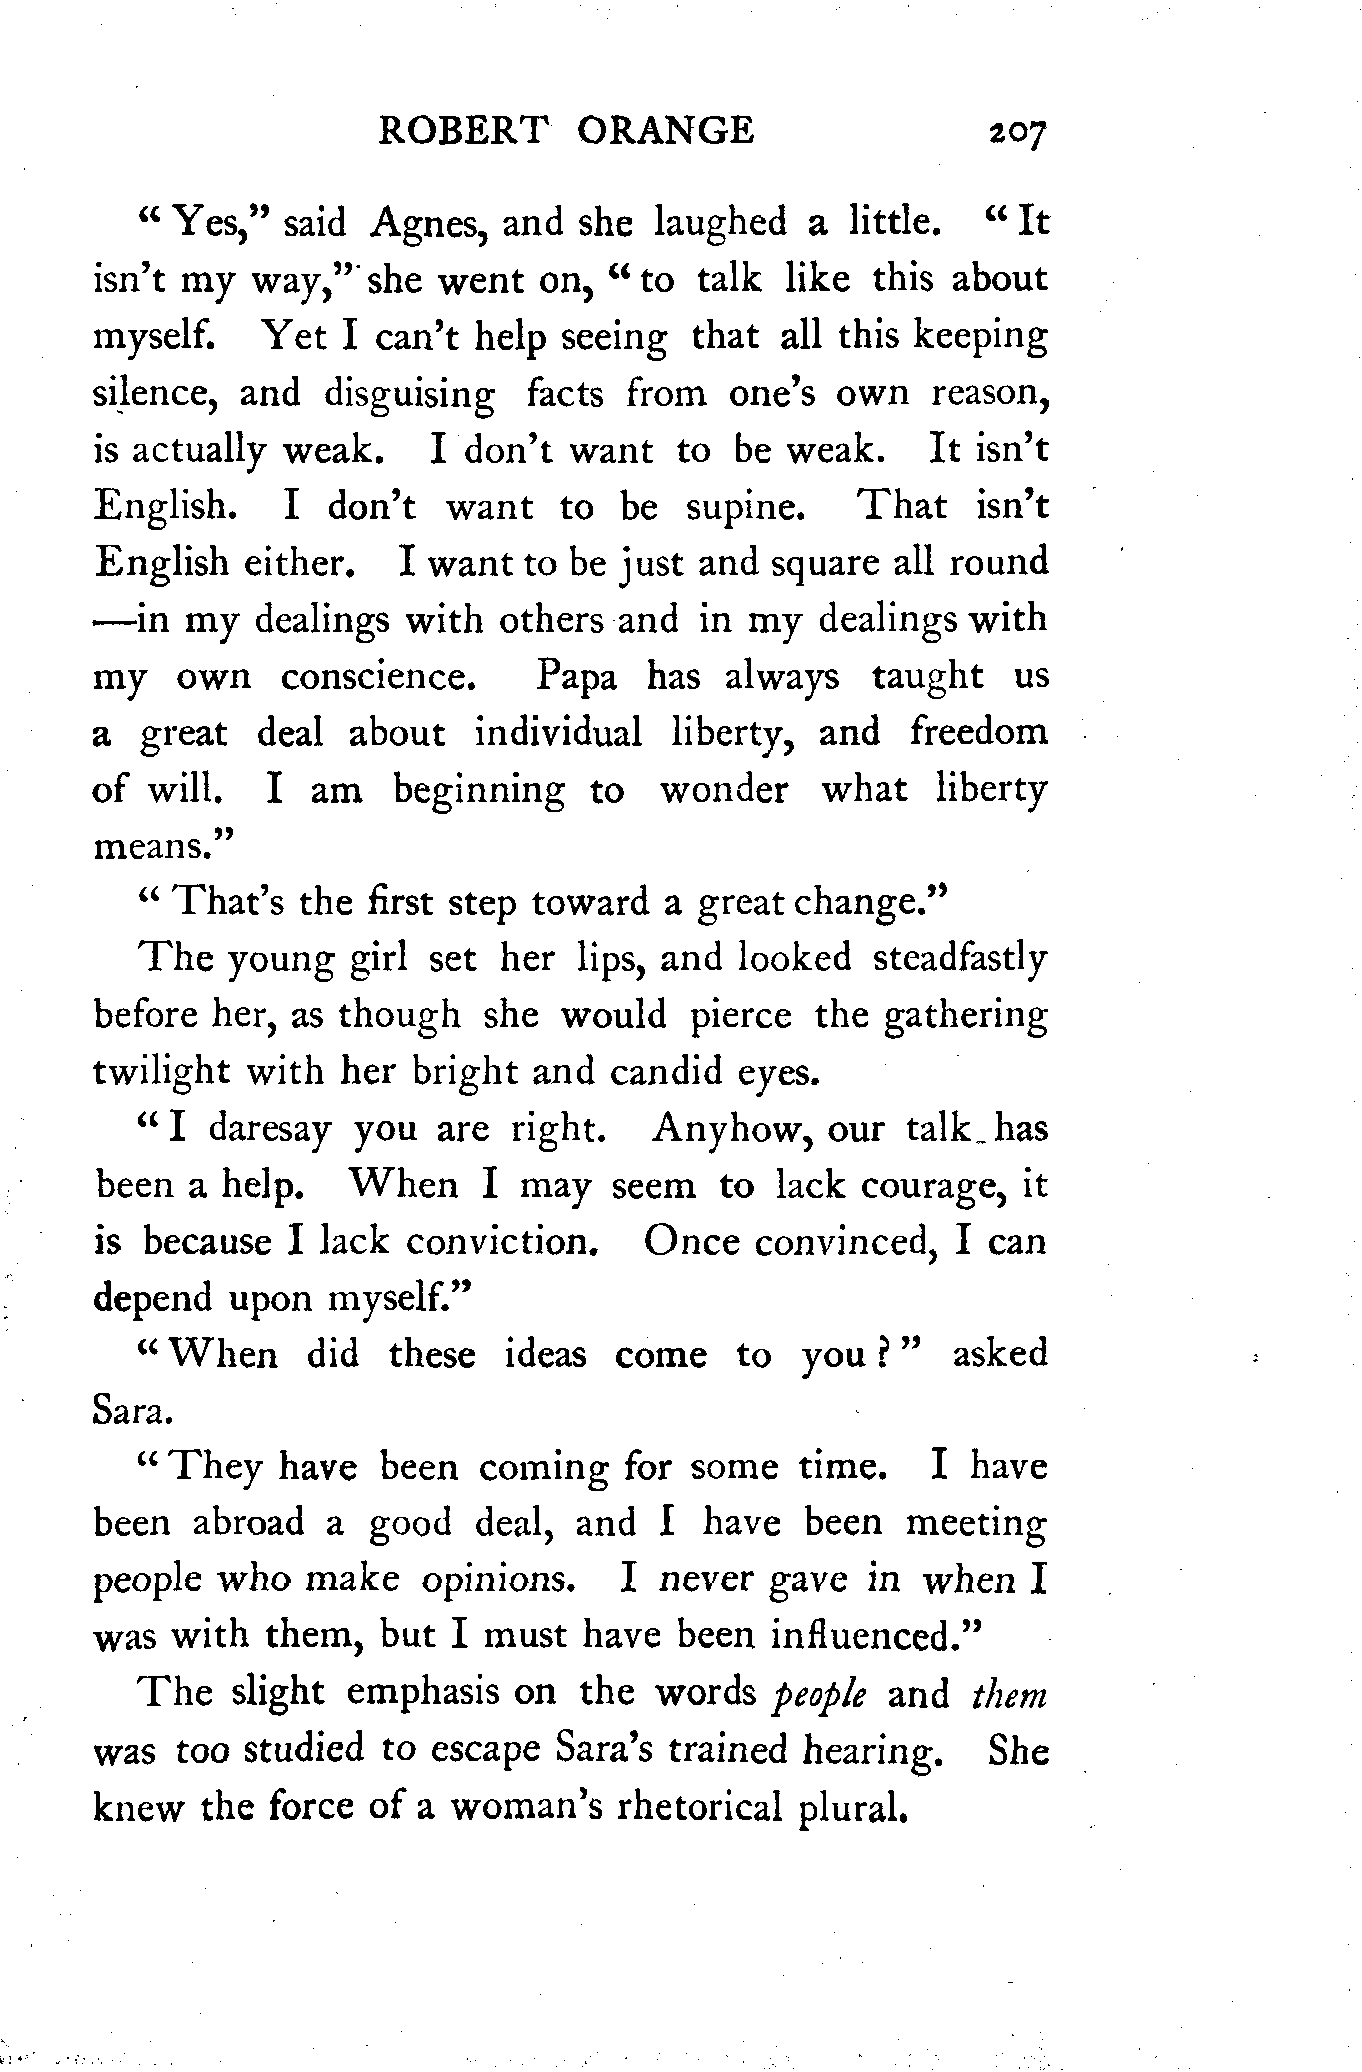 ROBERT ORANGE 207
"Yes," said Agnes, and she laughed a little. "It
isn't my way," she went on, "to talk like this about
myself. Yet I can't help seeing that all this keeping
silence, and disguising facts from one's own reason,
is actually weak. I don't want to be weak. It isn't
English. I don't want to be supine. That isn't
English either. I want to be just and square all round
—in my dealings with others and in my dealings with
my own conscience. Papa has always taught us
a great deal about individual liberty, and freedom
of will. I am beginning to wonder what liberty
means."
"That's the first step toward a great change."
The young girl set her lips, and looked steadfastly
before her, as though she would pierce the gathering
twilight with her bright and candid eyes.
"I daresay you are right. Anyhow, our talk has
been a help. When I may seem to lack courage, it
is because I lack conviction. Once convinced, I can
depend upon myself."
"When did these ideas come to you?" asked
Sara.
"They have been coming for some time. I have
been abroad a good deal, and I have been meeting
people who make opinions. I never gave in when I
was with them, but I must have been influenced."
The slight emphasis on the words people and them
was too studied to escape Sara's trained hearing. She
knew the force of a woman's rhetorical plural.